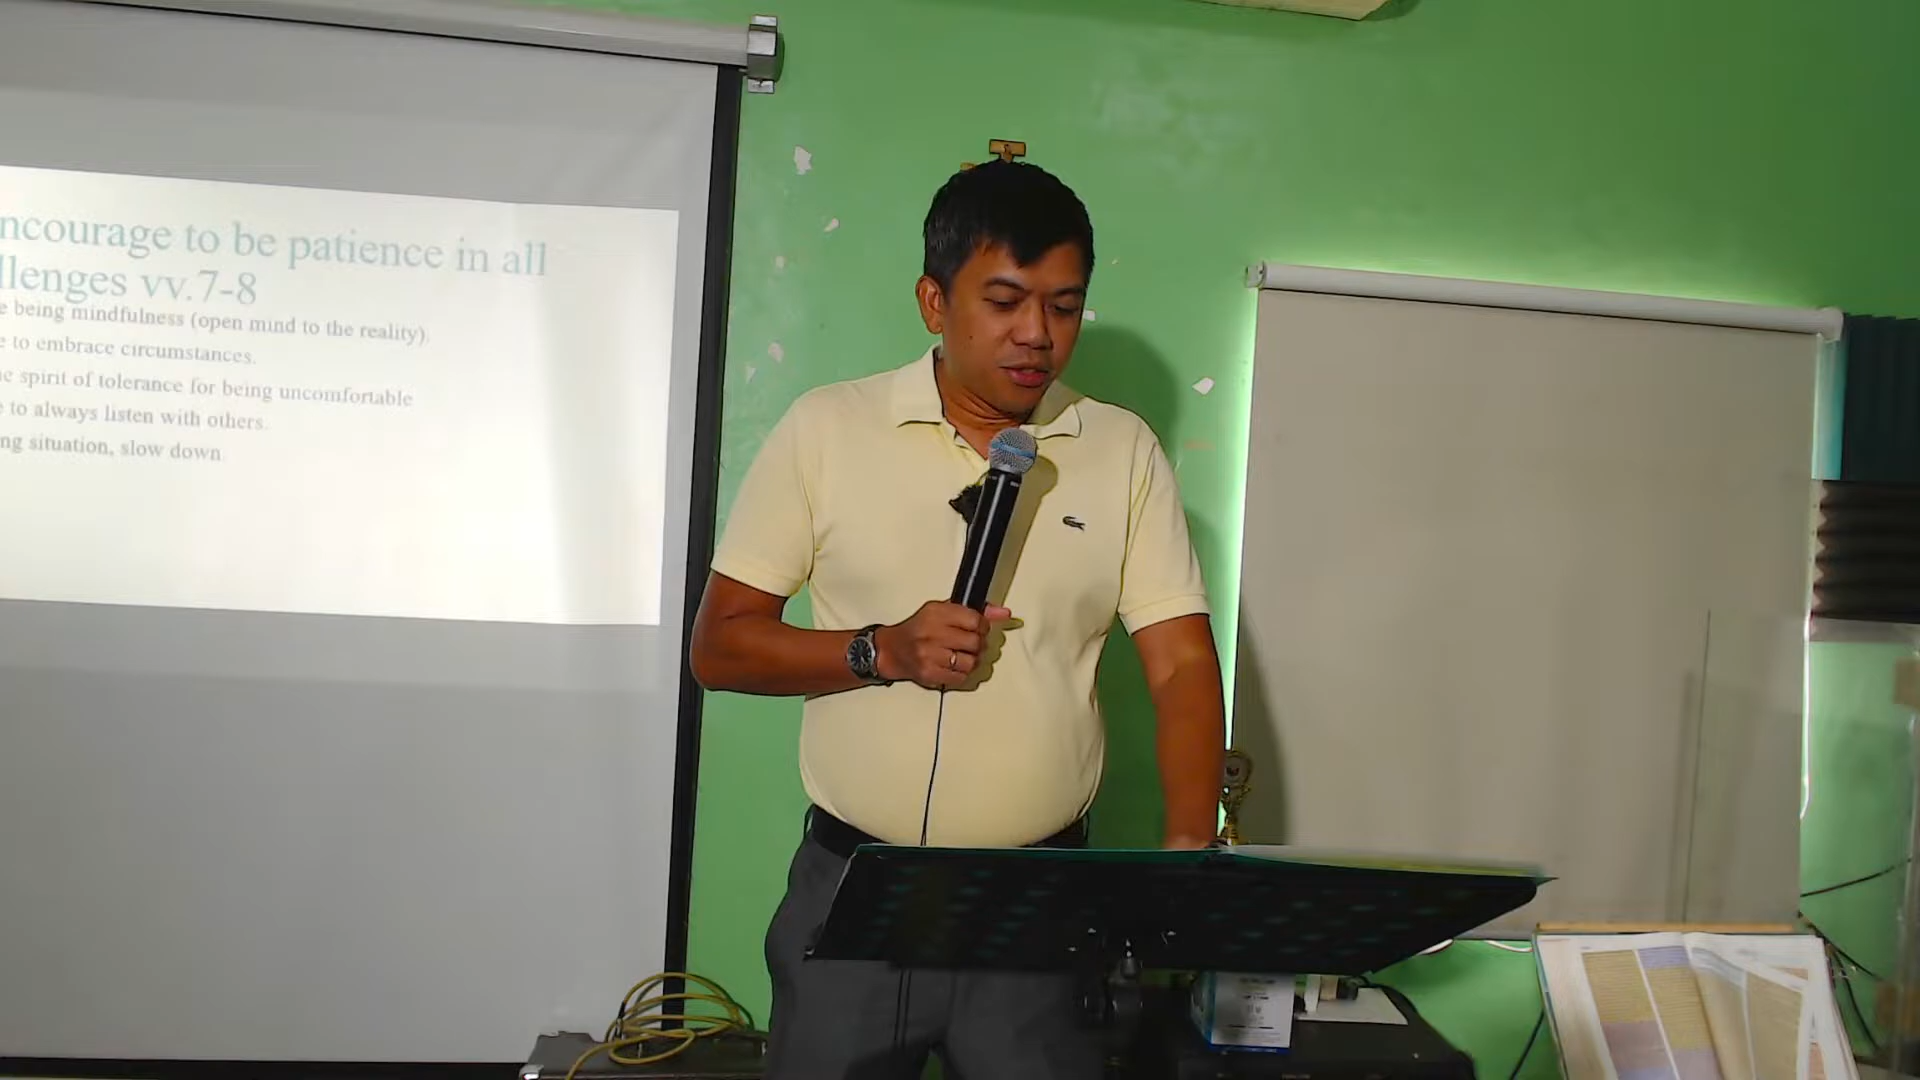 ncourage to be patience in all
llenges vv.7-8
e being mindfulness (open mind to the reality).
e to embrace circumstances.
e spirit of tolerance for being uncomfortable
e to always listen with others.
ng situation, slow down